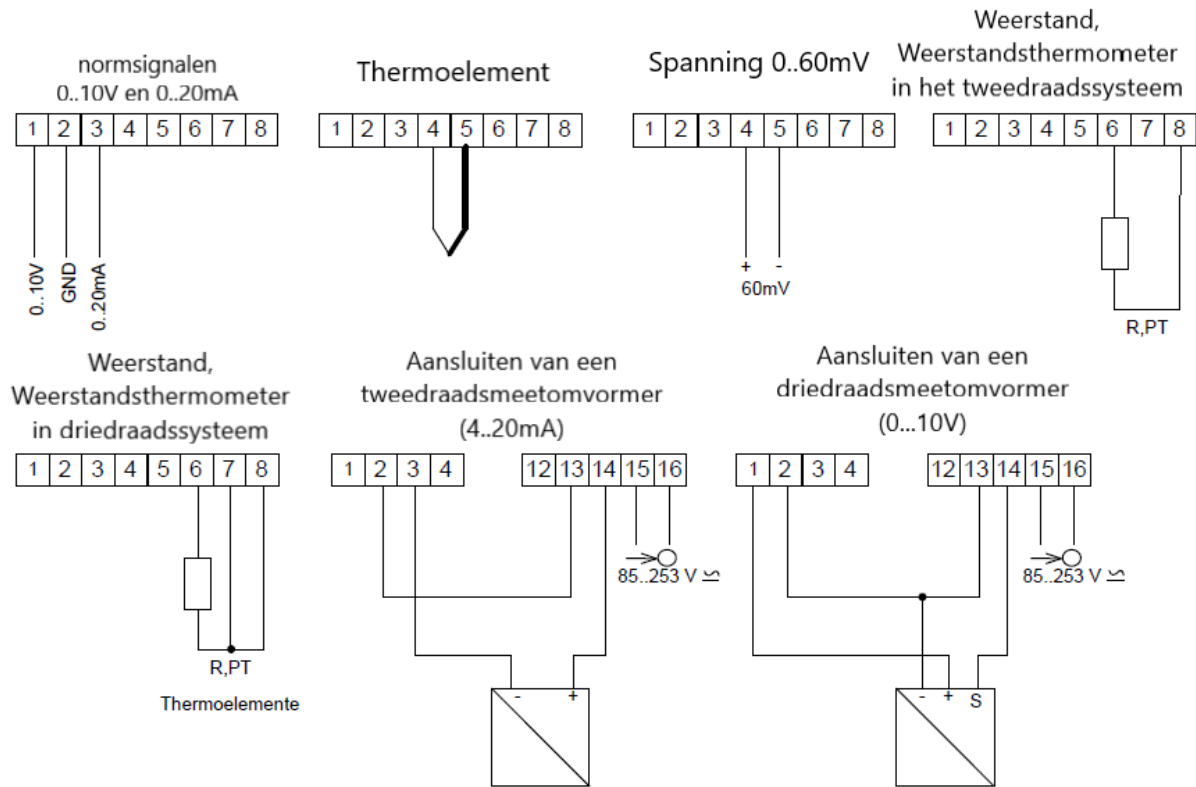 normsignalen
0..10V en 0..20mA
1 2 3 4 5 6 7 8
0..10V
GND
0..20mA
Thermoelement
1 2 3 4 5 6 7 8
Spanning 0..60mV
1 2 3 4 5 6 7 8
+ -
60mV
Weerstand,
Weerstandsthermometer
in het tweedraadssysteem
1 2 3 4 5 6 7 8
R,PT
Weerstand,
Weerstandsthermometer
in driedraadssysteem
1 2 3 4 5 6 7 8
R,PT
Thermoelemente
Aansluiten van een
tweedraadsmeetomvormer
(4..20mA)
1 2 3 4 12 13 14 15 16
85..253 V ≂
- +
Aansluiten van een
driedraadsmeetomvormer
(0...10V)
1 2 3 4 12 13 14 15 16
85..253 V ≂
- + S